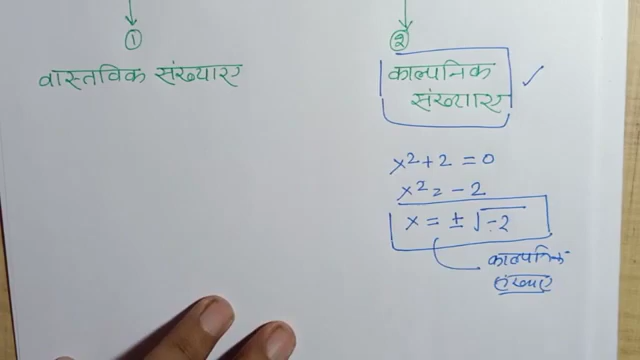 ①
वास्तविक संख्याए
②
काल्पनिक
संख्याए
x² + 2 = 0
x² = - 2
x = ± √-2
काल्पनिक
संख्याए